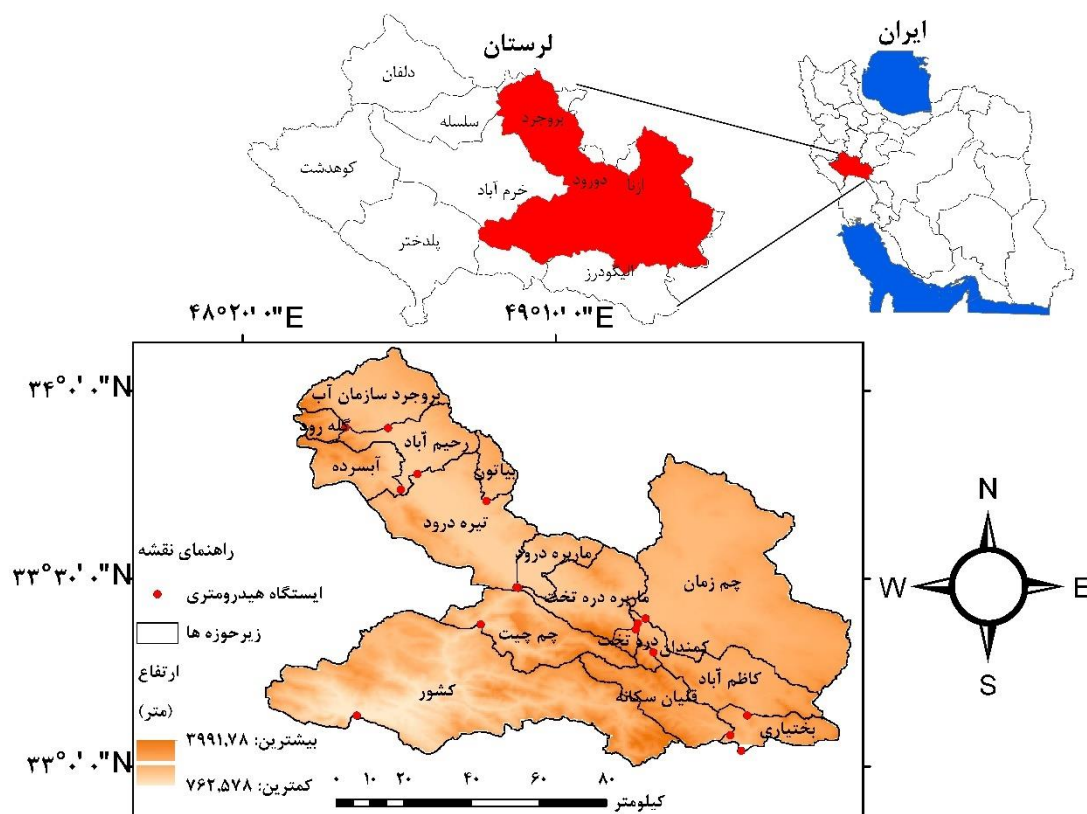 ایران
لرستان
دلفان
سلسله
بروجرد
کوهدشت
خرم آباد
دورود
ازنا
پلدختر
الیگودرز
۴۸°۲۰'۰"E
۴۹°۱۰'۰"E
۳۴°۰'۰"N
۳۳°۳۰'۰"N
۳۳°۰'۰"N
بروجرد سازمان آب
گله رود
رحیم آباد
آبسرده
بیاتون
تیره درود
ماربره درود
چم زمان
ماربره دره تخت
دره تخت
کمندان
چم چیت
کاظم آباد
قلیان سکانه
کشور
بختیاری
راهنمای نقشه
ایستگاه هیدرومتری
زیرحوزه ها
ارتفاع
(متر)
بیشترین: ۳۹۹۱.۷۸
کمترین: ۷۶۲.۵۷۸
۰ ۱۰ ۲۰ ۴۰ ۶۰ ۸۰
کیلومتر
N
W E
S